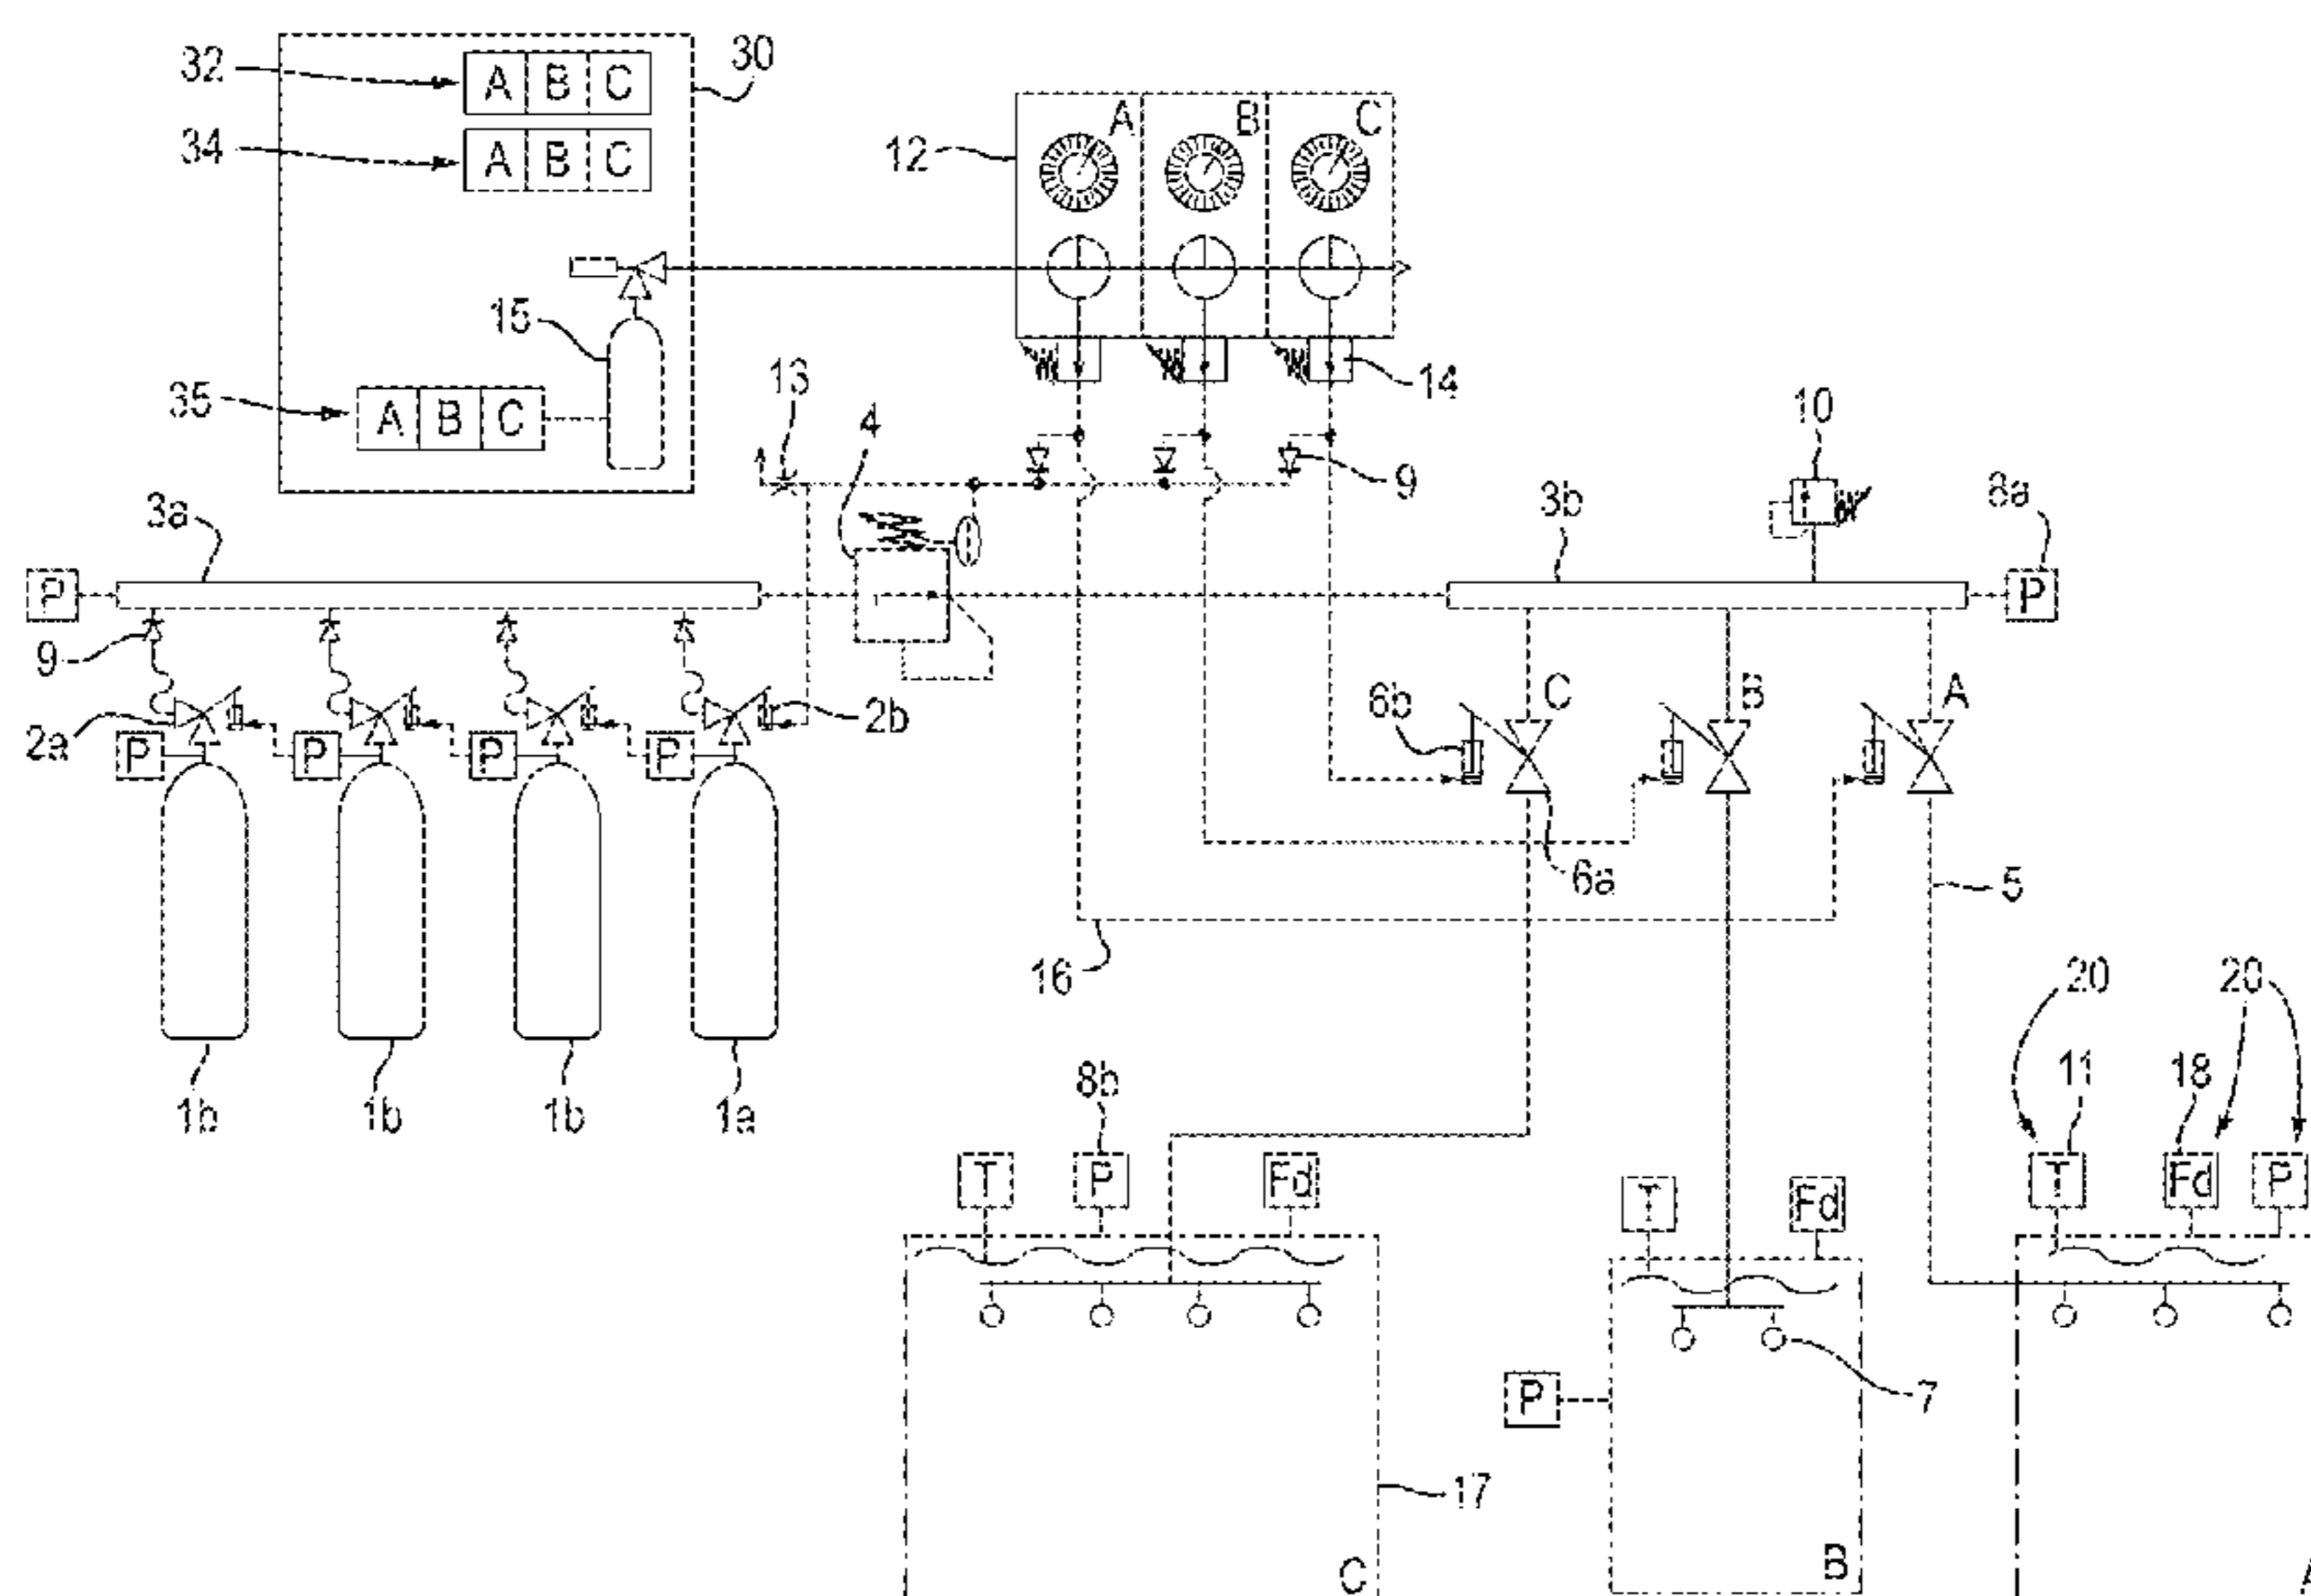 32 A B C 30
34 A B C
A B C
12
15
35 A B C
13
4
14
9
10
8a
3a
3b
P
P
9
2a
2b
P P P P
C B A
6b
6a
5
16
1b 1b 1b 1a
20 20
11 18
8b
T P Fd
T Fd
T Fd P
P
7
17
C
B